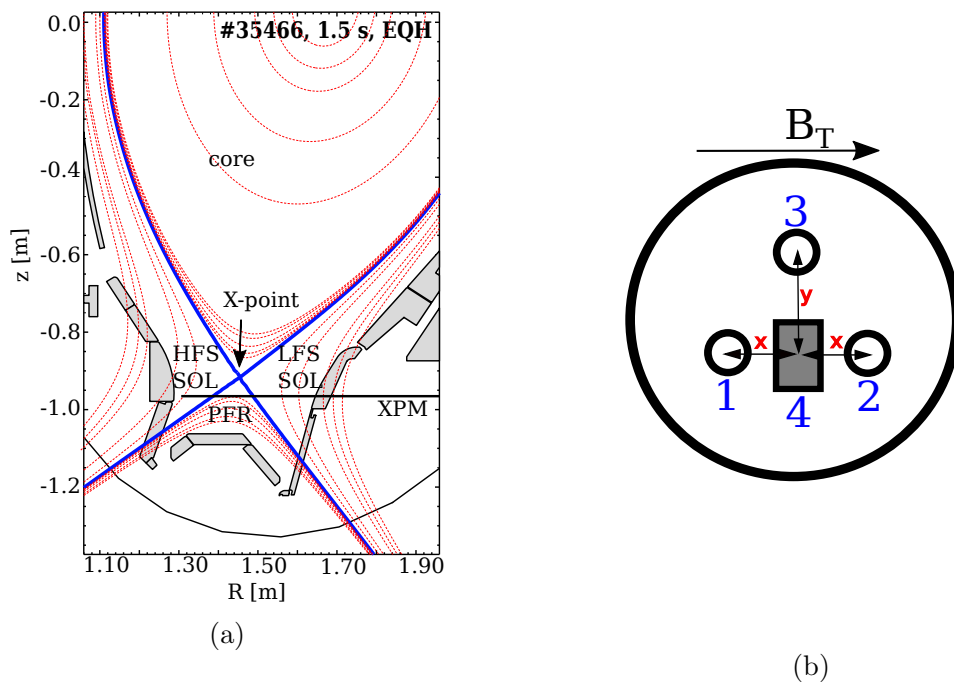 #35466, 1.5 s, EQH
0.0
-0.2
-0.4
-0.6
-0.8
-1.0
-1.2
z [m]
core
X-point
HFS
SOL
LFS
SOL
PFR
XPM
1.10 1.30 1.50 1.70 1.90
R [m]
(a)
B_T
3
y
x x
1 2
4
(b)